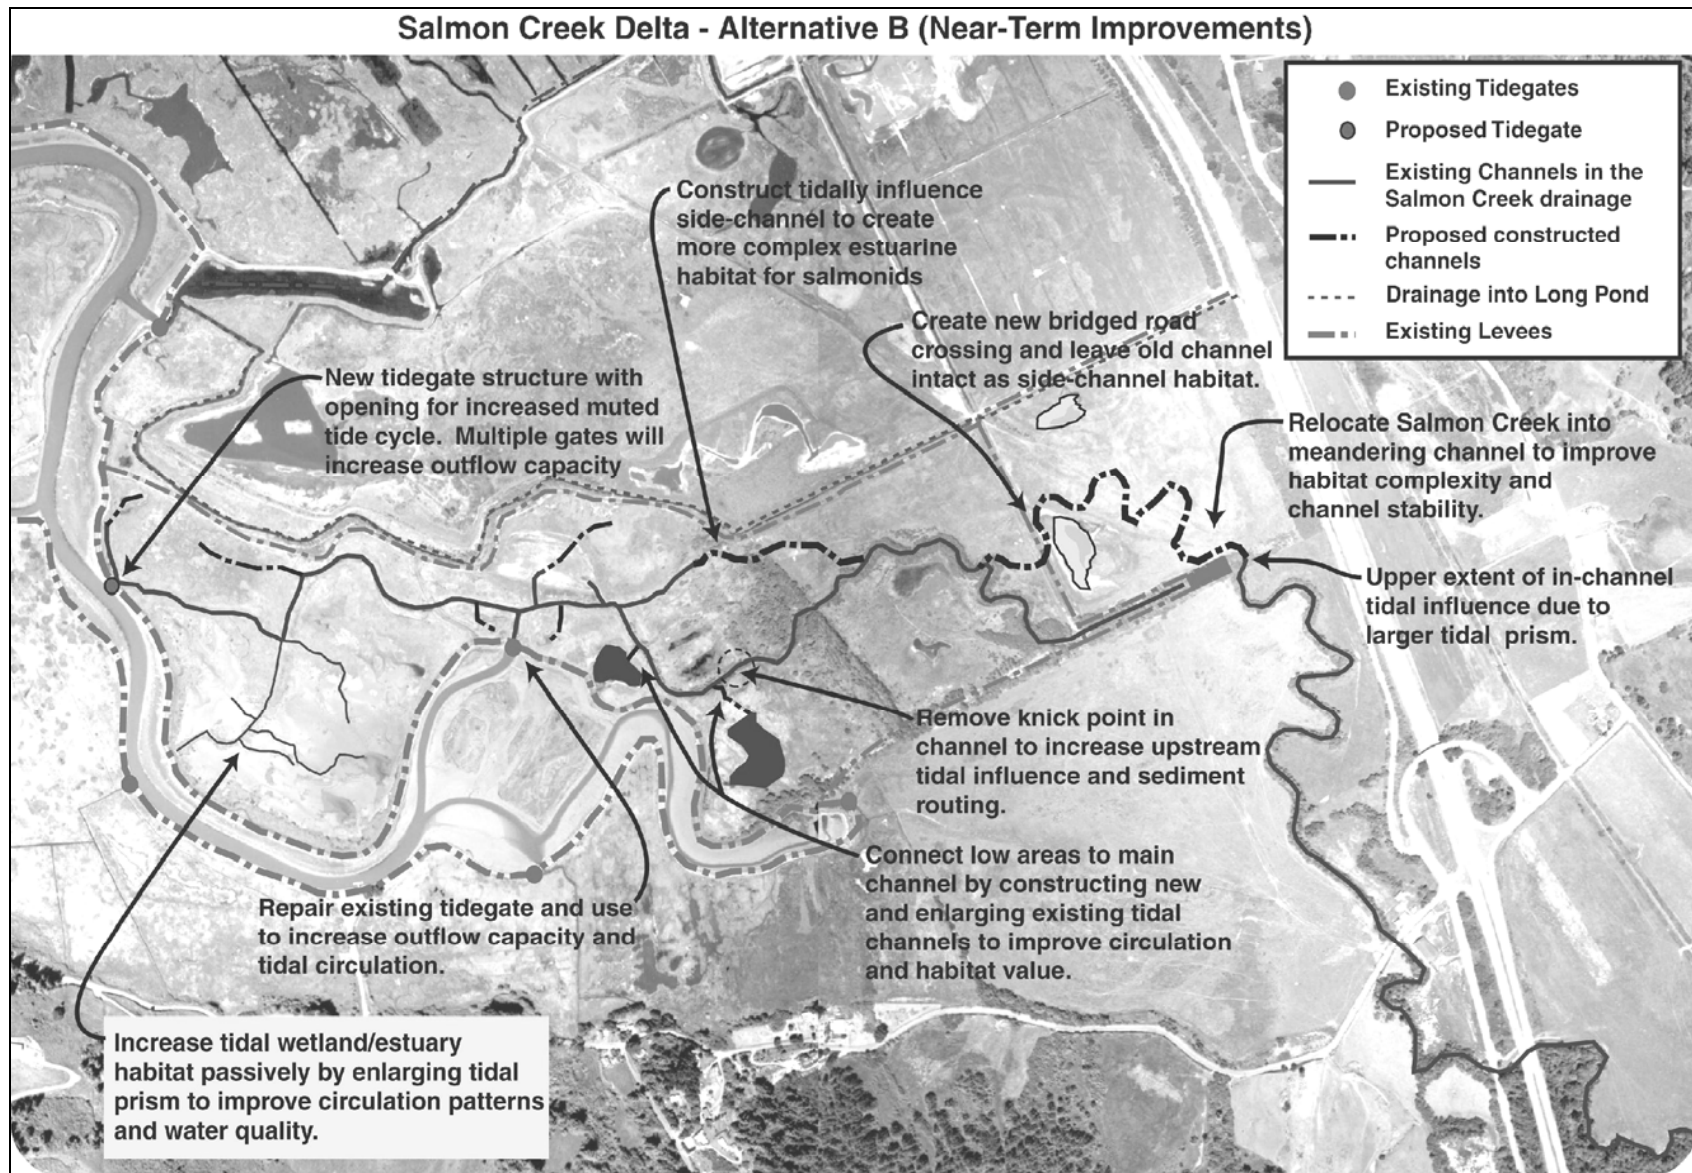 Salmon Creek Delta - Alternative B (Near-Term Improvements)
Existing Tidegates
Proposed Tidegate
Existing Channels in the
Salmon Creek drainage
Proposed constructed
channels
Drainage into Long Pond
Existing Levees
Construct tidally influence
side-channel to create
more complex estuarine
habitat for salmonids
Create new bridged road
crossing and leave old channel
intact as side-channel habitat.
New tidegate structure with
opening for increased muted
tide cycle. Multiple gates will
increase outflow capacity
Relocate Salmon Creek into
meandering channel to improve
habitat complexity and
channel stability.
Upper extent of in-channel
tidal influence due to
larger tidal prism.
Remove knick point in
channel to increase upstream
tidal influence and sediment
routing.
Connect low areas to main
channel by constructing new
and enlarging existing tidal
channels to improve circulation
and habitat value.
Repair existing tidegate and use
to increase outflow capacity and
tidal circulation.
Increase tidal wetland/estuary
habitat passively by enlarging tidal
prism to improve circulation patterns
and water quality.